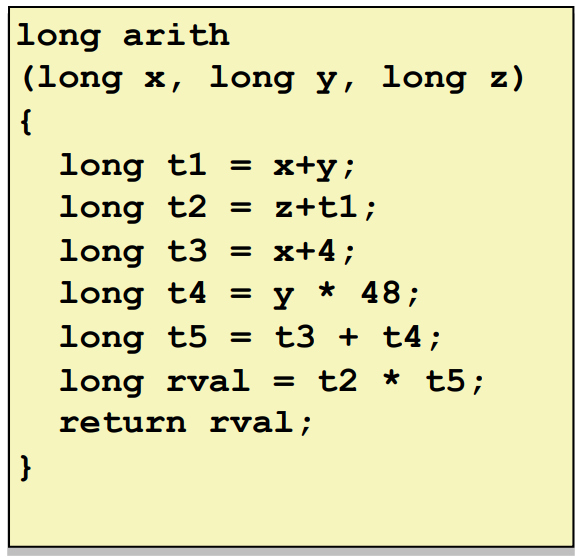 long arith
(long x, long y, long z)
{
  long t1 = x+y;
  long t2 = z+t1;
  long t3 = x+4;
  long t4 = y * 48;
  long t5 = t3 + t4;
  long rval = t2 * t5;
  return rval;
}